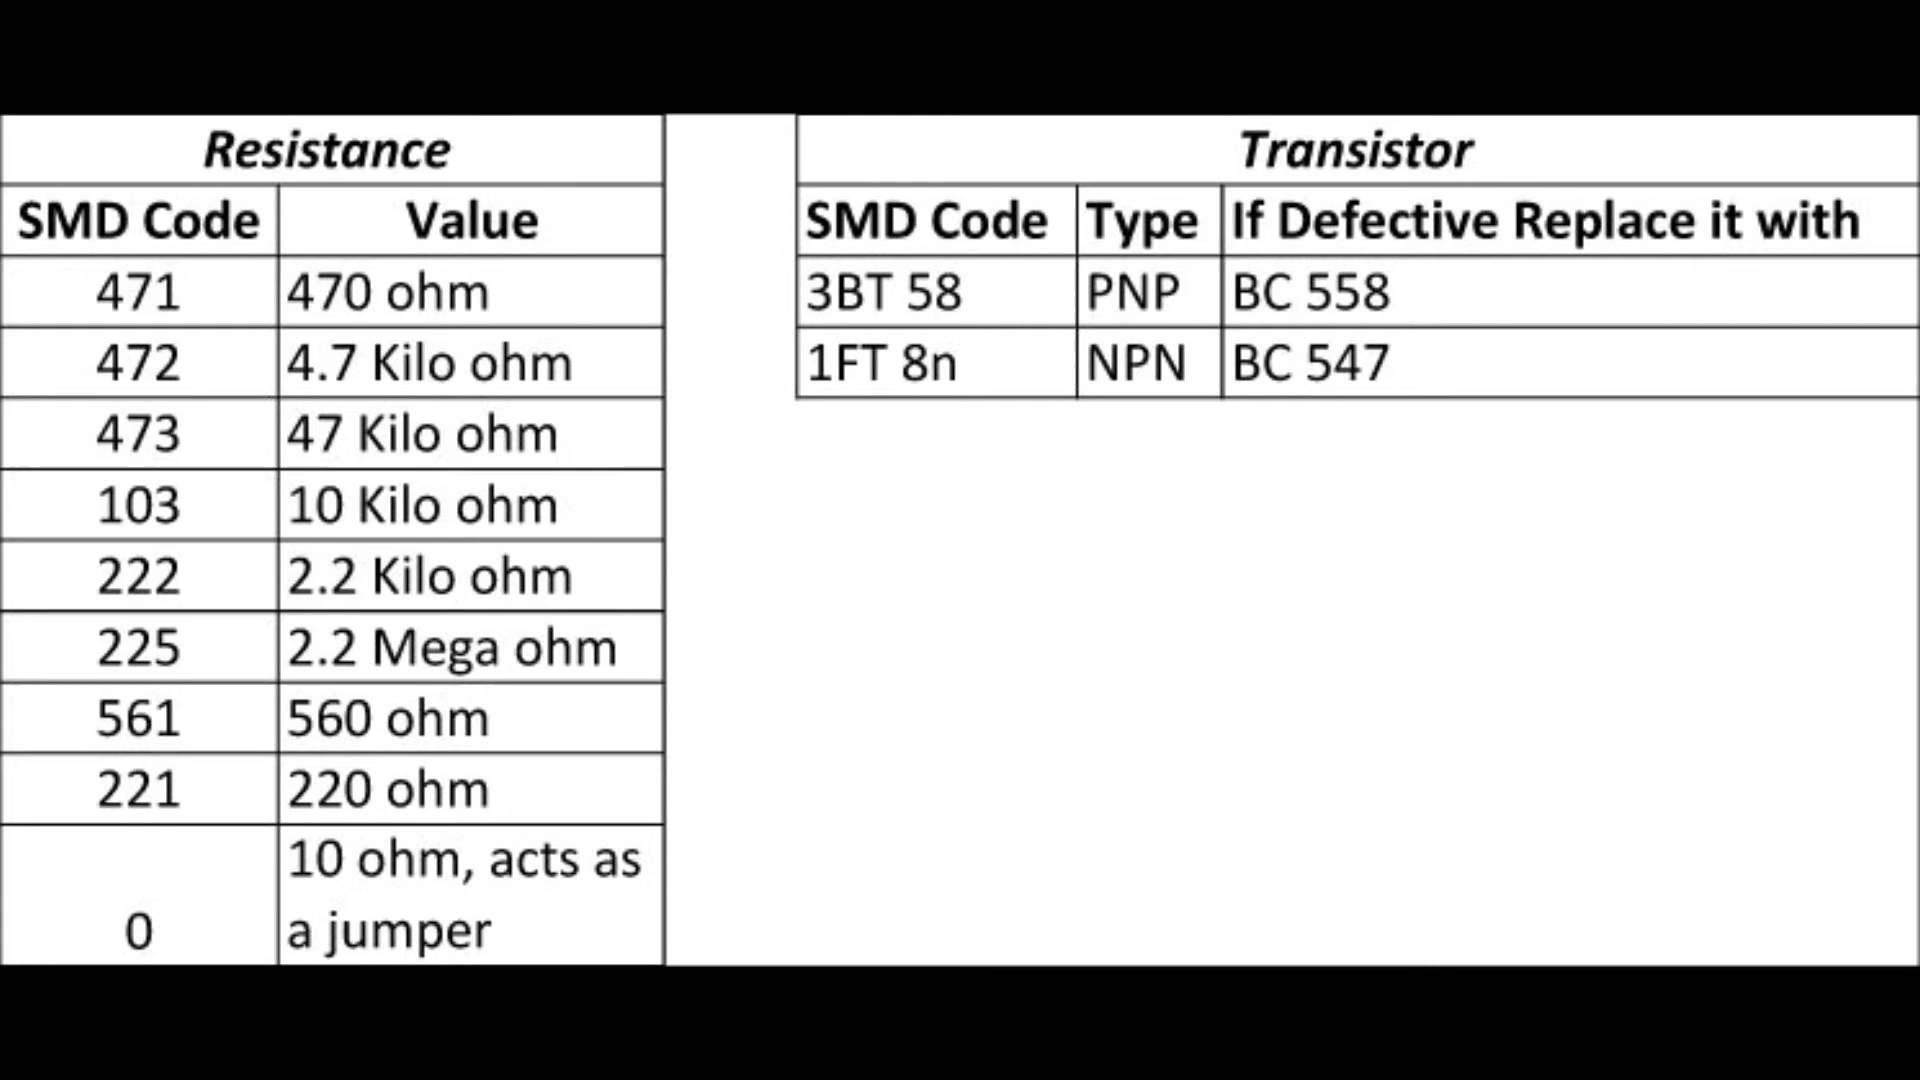 Resistance
SMD Code Value
471 470 ohm
472 4.7 Kilo ohm
473 47 Kilo ohm
103 10 Kilo ohm
222 2.2 Kilo ohm
225 2.2 Mega ohm
561 560 ohm
221 220 ohm
10 ohm, acts as
0 a jumper
Transistor
SMD Code Type If Defective Replace it with
3BT 58 PNP BC 558
1FT 8n NPN BC 547